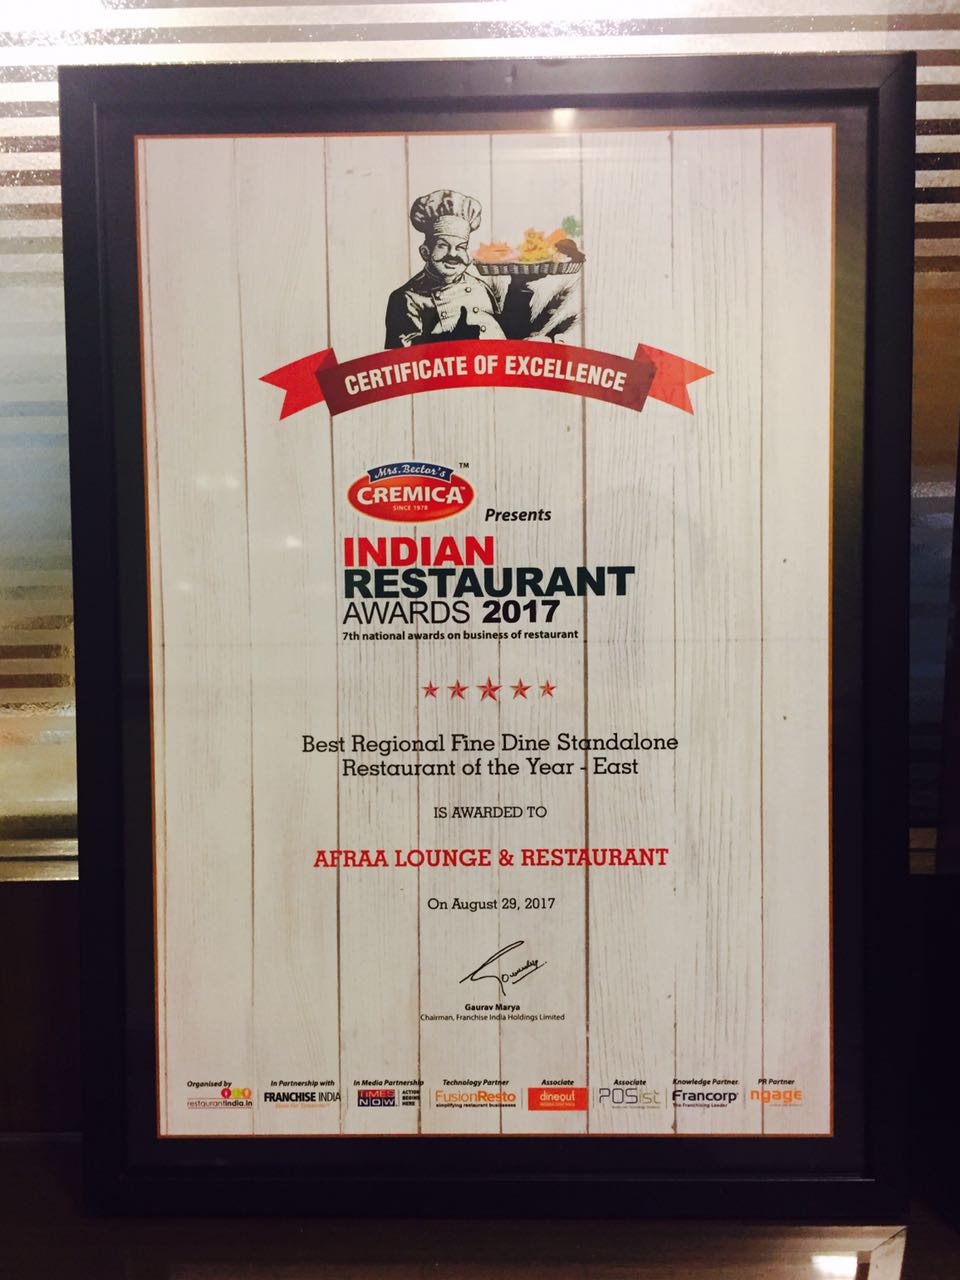 CERTIFICATE OF EXCELLENCE
Mrs. Bector's TM
CREMICA
SINCE 1978
Presents
INDIAN
RESTAURANT
AWARDS 2017
7th national awards on business of restaurant
Best Regional Fine Dine Standalone
Restaurant of the Year - East
IS AWARDED TO
AFRAA LOUNGE & RESTAURANT
On August 29, 2017
Gaurav Marya
Chairman, Franchise India Holdings Limited
Organised by
restaurantindia.in
In Partnership with
FRANCHISE INDIA
In Media Partnership
TIMES NOW ACTION BEGINS HERE
Technology Partner
FusionResto
simplifying restaurant businesses
Associate
dineout
Associate
POSist
Knowledge Partner
Francorp
The Franchising Leader
PR Partner
ngage